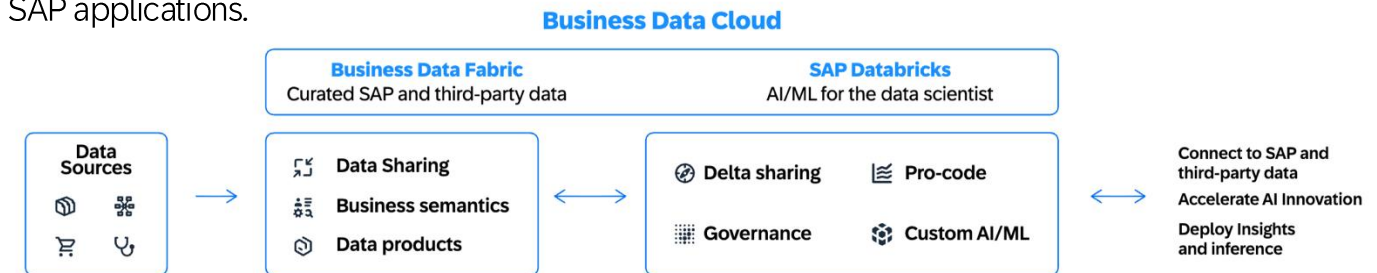 SAP applications.
Business Data Cloud
Business Data Fabric
Curated SAP and third-party data
SAP Databricks
AI/ML for the data scientist
Data
Sources
Data Sharing
Business semantics
Data products
Delta sharing
Pro-code
Governance
Custom AI/ML
Connect to SAP and
third-party data
Accelerate AI Innovation
Deploy Insights
and inference